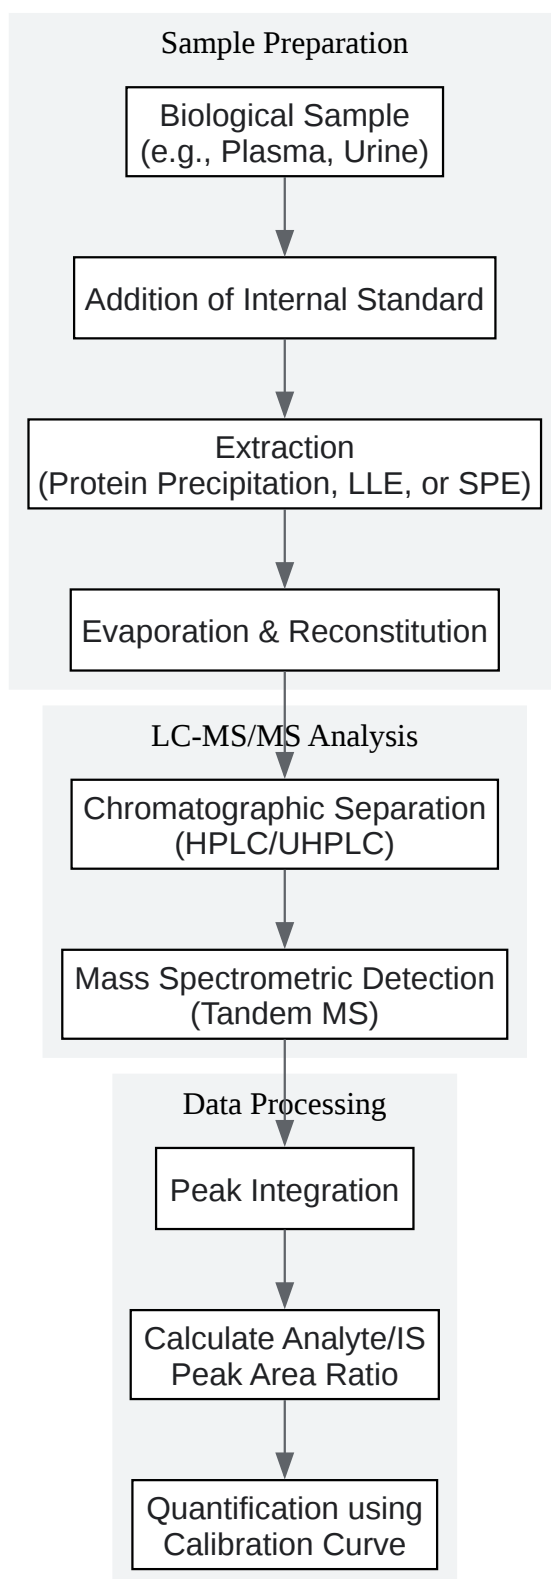 Sample Preparation
Biological Sample
(e.g., Plasma, Urine)
Addition of Internal Standard
Extraction
(Protein Precipitation, LLE, or SPE)
Evaporation & Reconstitution
LC-MS/MS Analysis
Chromatographic Separation
(HPLC/UHPLC)
Mass Spectrometric Detection
(Tandem MS)
Data Processing
Peak Integration
Calculate Analyte/IS
Peak Area Ratio
Quantification using
Calibration Curve